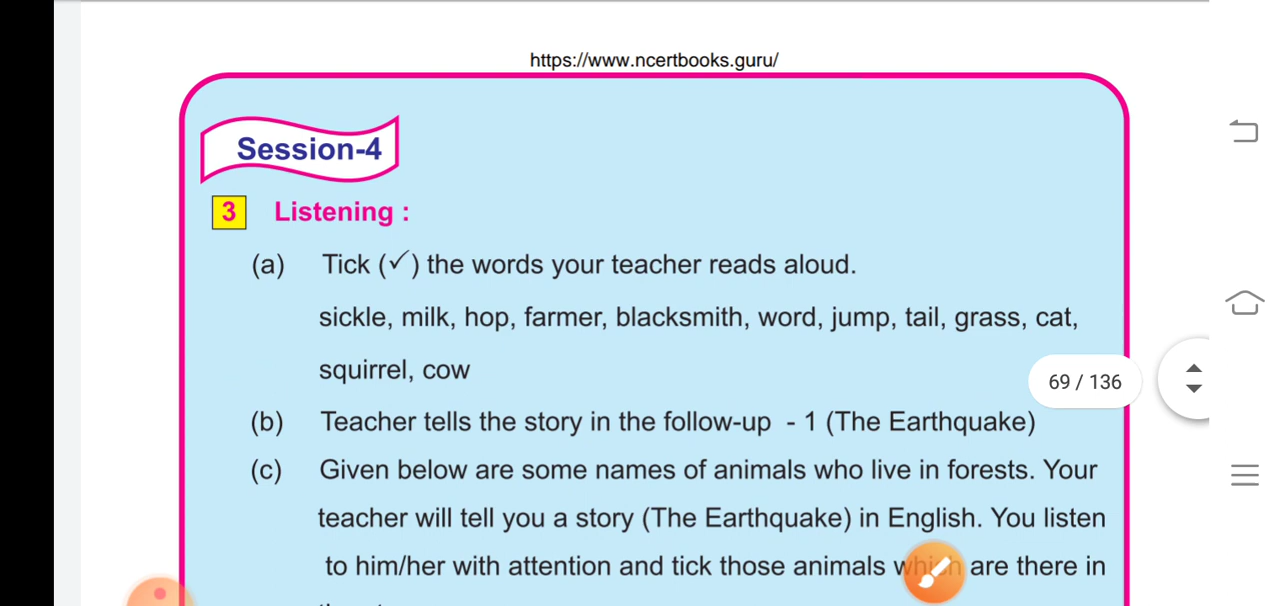 https://www.ncertbooks.guru/
Session-4
3 Listening :
(a) Tick (✓) the words your teacher reads aloud.
sickle, milk, hop, farmer, blacksmith, word, jump, tail, grass, cat,
squirrel, cow
69 / 136
(b) Teacher tells the story in the follow-up - 1 (The Earthquake)
(c) Given below are some names of animals who live in forests. Your
teacher will tell you a story (The Earthquake) in English. You listen
to him/her with attention and tick those animals which are there in